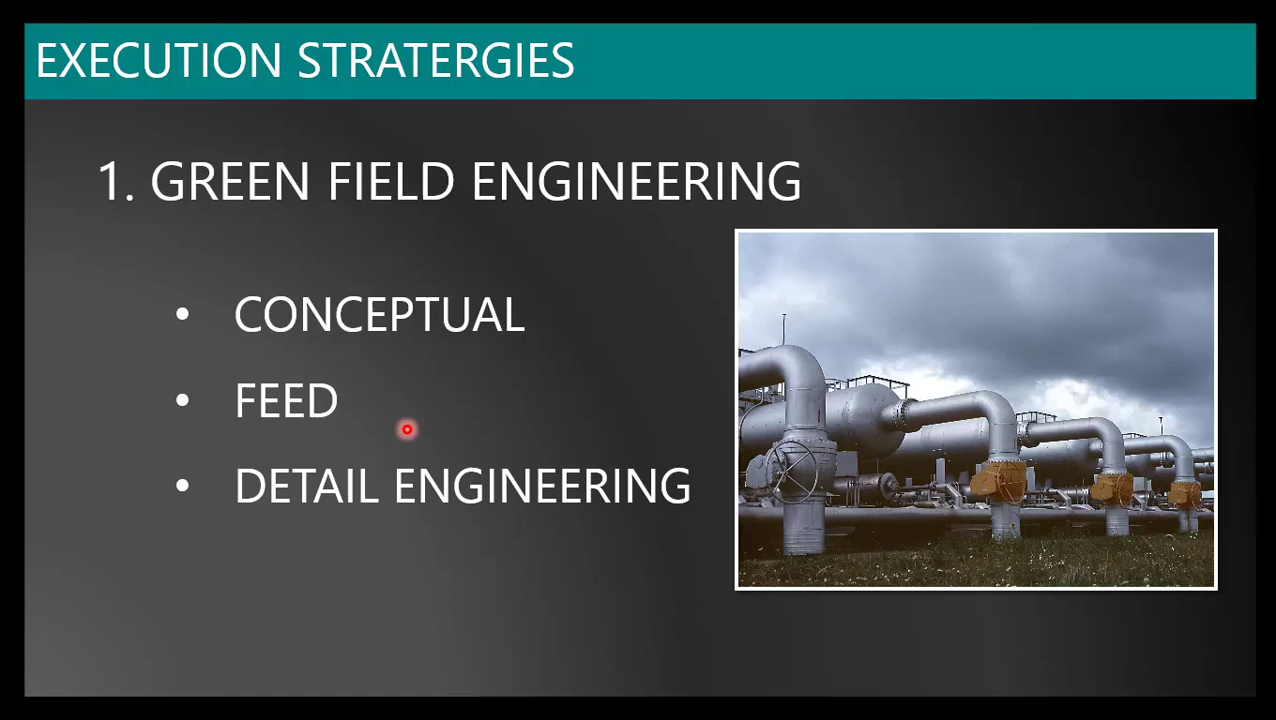 EXECUTION STRATERGIES
1. GREEN FIELD ENGINEERING
• CONCEPTUAL
• FEED
• DETAIL ENGINEERING